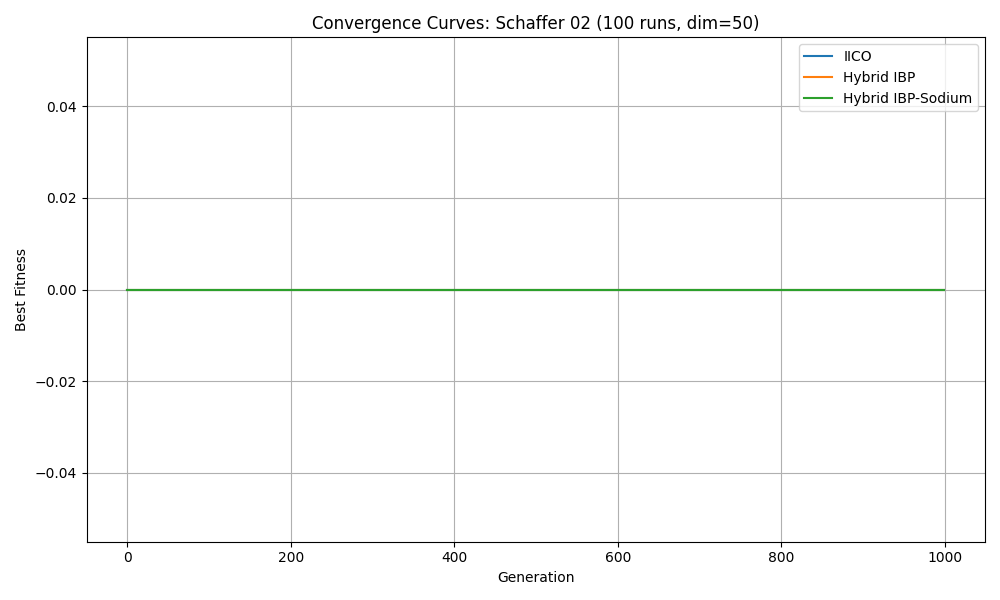 Convergence Curves: Schaffer 02 (100 runs, dim=50)
IICO
Hybrid IBP
Hybrid IBP-Sodium
0.04
0.02
0.00
−0.02
−0.04
Best Fitness
0 200 400 600 800 1000
Generation